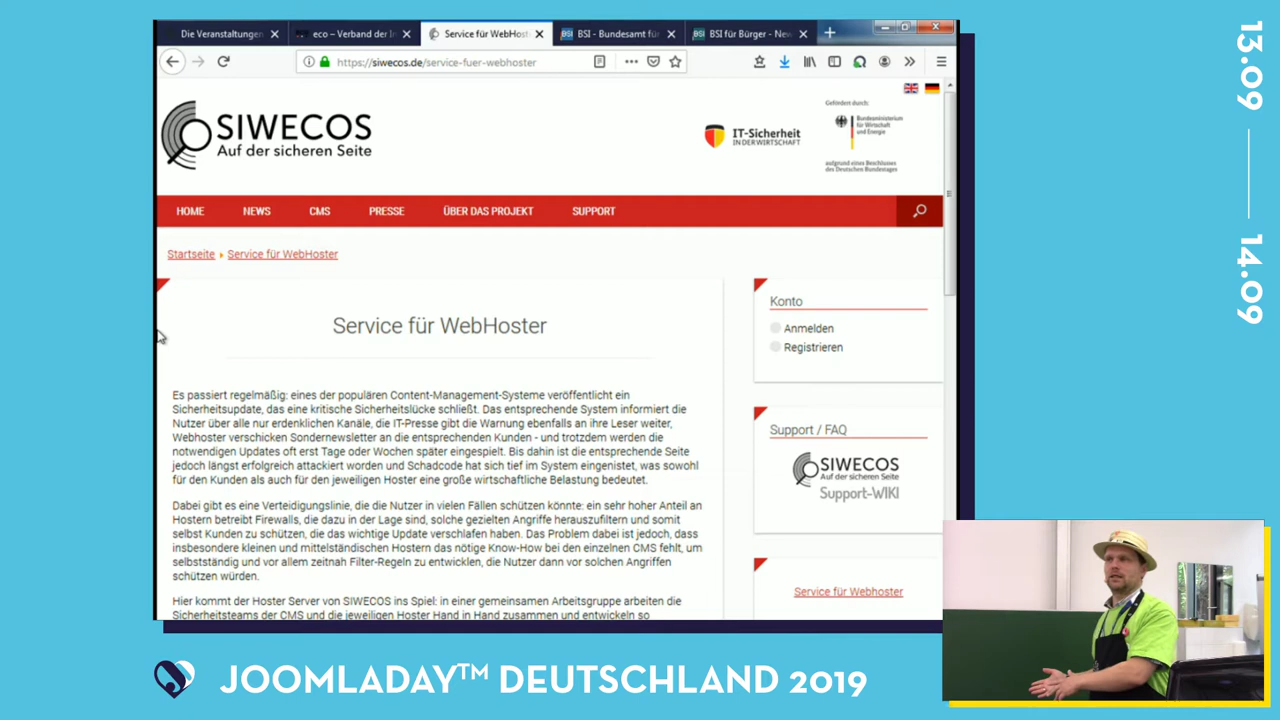 Die Veranstaltungen
eco – Verband der In
Service für WebHost
BSI - Bundesamt für
BSI für Bürger - New
https://siwecos.de/service-fuer-webhoster
SIWECOS
Auf der sicheren Seite
IT-Sicherheit
IN DER WIRTSCHAFT
Gefördert durch:
Bundesministerium
für Wirtschaft
und Energie
aufgrund eines Beschlusses
des Deutschen Bundestages
HOME
NEWS
CMS
PRESSE
ÜBER DAS PROJEKT
SUPPORT
Startseite
Service für WebHoster
Service für WebHoster
Es passiert regelmäßig: eines der populären Content-Management-Systeme veröffentlicht ein
Sicherheitsupdate, das eine kritische Sicherheitslücke schließt. Das entsprechende System informiert die
Nutzer über alle nur erdenklichen Kanäle, die IT-Presse gibt die Warnung ebenfalls an ihre Leser weiter,
Webhoster verschicken Sondernewsletter an die entsprechenden Kunden - und trotzdem werden die
notwendigen Updates oft erst Tage oder Wochen später eingespielt. Bis dahin ist die entsprechende Seite
jedoch längst erfolgreich attackiert worden und Schadcode hat sich tief im System eingenistet, was sowohl
für den Kunden als auch für den jeweiligen Hoster eine große wirtschaftliche Belastung bedeutet.
Dabei gibt es eine Verteidigungslinie, die die Nutzer in vielen Fällen schützen könnte: ein sehr hoher Anteil an
Hostern betreibt Firewalls, die dazu in der Lage sind, solche gezielten Angriffe herauszufiltern und somit
selbst Kunden zu schützen, die das wichtige Update verschlafen haben. Das Problem dabei ist jedoch, dass
insbesondere kleinen und mittelständischen Hostern das nötige Know-How bei den einzelnen CMS fehlt, um
selbstständig und vor allem zeitnah Filter-Regeln zu entwickeln, die Nutzer dann vor solchen Angriffen
schützen würden.
Hier kommt der Hoster Server von SIWECOS ins Spiel: in einer gemeinsamen Arbeitsgruppe arbeiten die
Sicherheitsteams der CMS und die jeweiligen Hoster Hand in Hand zusammen und entwickeln so
Konto
Anmelden
Registrieren
Support / FAQ
SIWECOS
Auf der sicheren Seite
Support-WIKI
Service für Webhoster
13.09
14.09
JOOMLADAY™ DEUTSCHLAND 2019